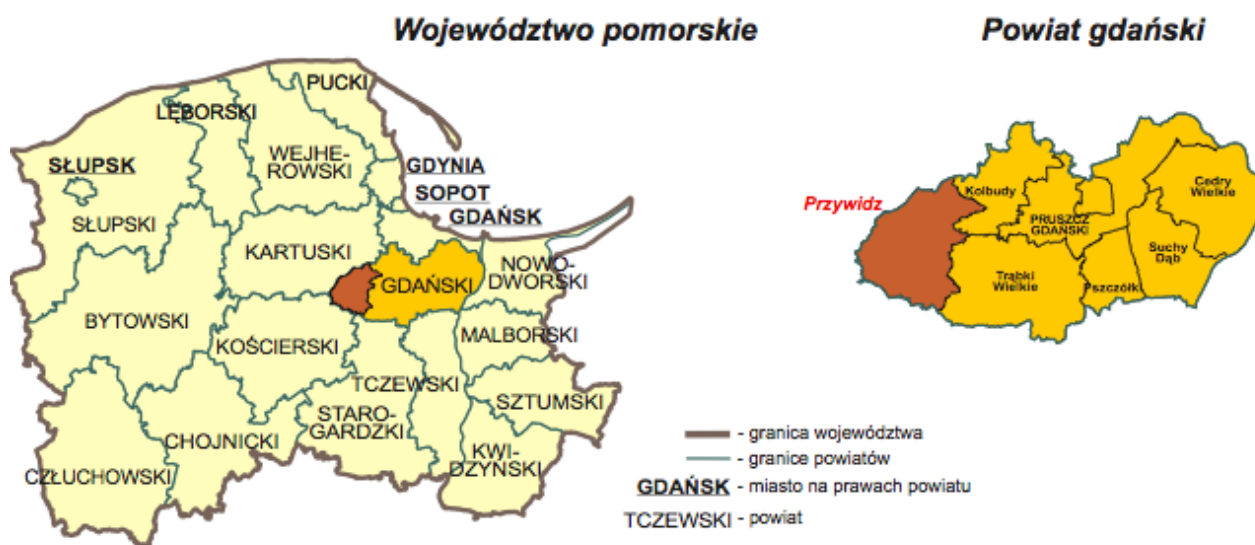 Województwo pomorskie
Powiat gdański
PUCKI
LĘBORSKI
WEJHE-
ROWSKI
GDYNIA
SŁUPSK
SOPOT
GDAŃSK
SŁUPSKI
KARTUSKI
NOWO-
DWORSKI
GDAŃSKI
BYTOWSKI
KOŚCIERSKI
MALBORSKI
TCZEWSKI
SZTUMSKI
STARO-
GARDZKI
CHOJNICKI
KWI-
DZYŃSKI
CZŁUCHOWSKI
Przywidz
Kolbudy
Cedry
Wielkie
PRUSZCZ
GDAŃSKI
Suchy
Dąb
Trąbki
Wielkie
Pszczółki
- granica województwa
- granice powiatów
GDAŃSK - miasto na prawach powiatu
TCZEWSKI - powiat